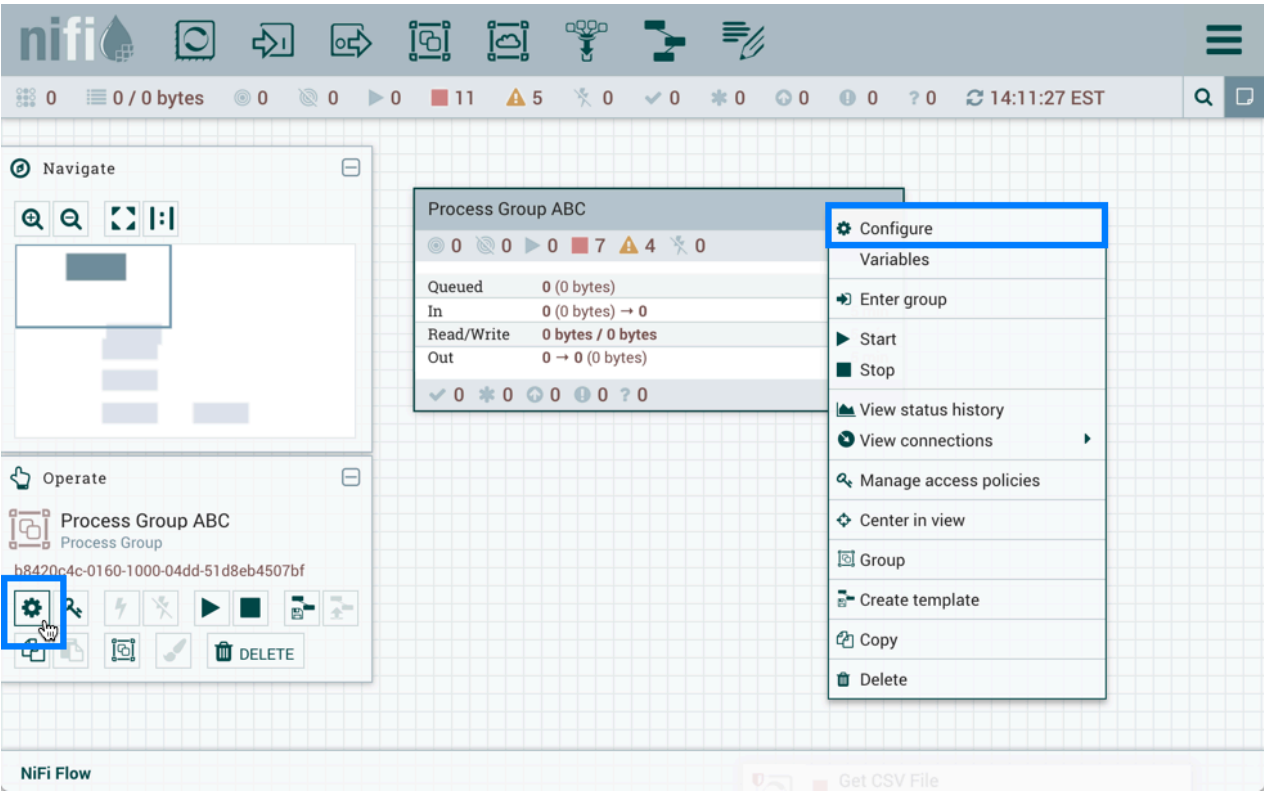 nifi
0 0 / 0 bytes 0 0 0 11 5 0 0 0 0 0 ? 0 14:11:27 EST
Navigate
Operate
Process Group ABC
Process Group
b8420c4c-0160-1000-04dd-51d8eb4507bf
DELETE
Process Group ABC
0 0 0 7 4 0
Queued 0 (0 bytes)
In 0 (0 bytes) → 0
Read/Write 0 bytes / 0 bytes
Out 0 → 0 (0 bytes)
0 0 0 0 ? 0
Configure
Variables
Enter group
Start
Stop
View status history
View connections
Manage access policies
Center in view
Group
Create template
Copy
Delete
NiFi Flow
Get CSV File